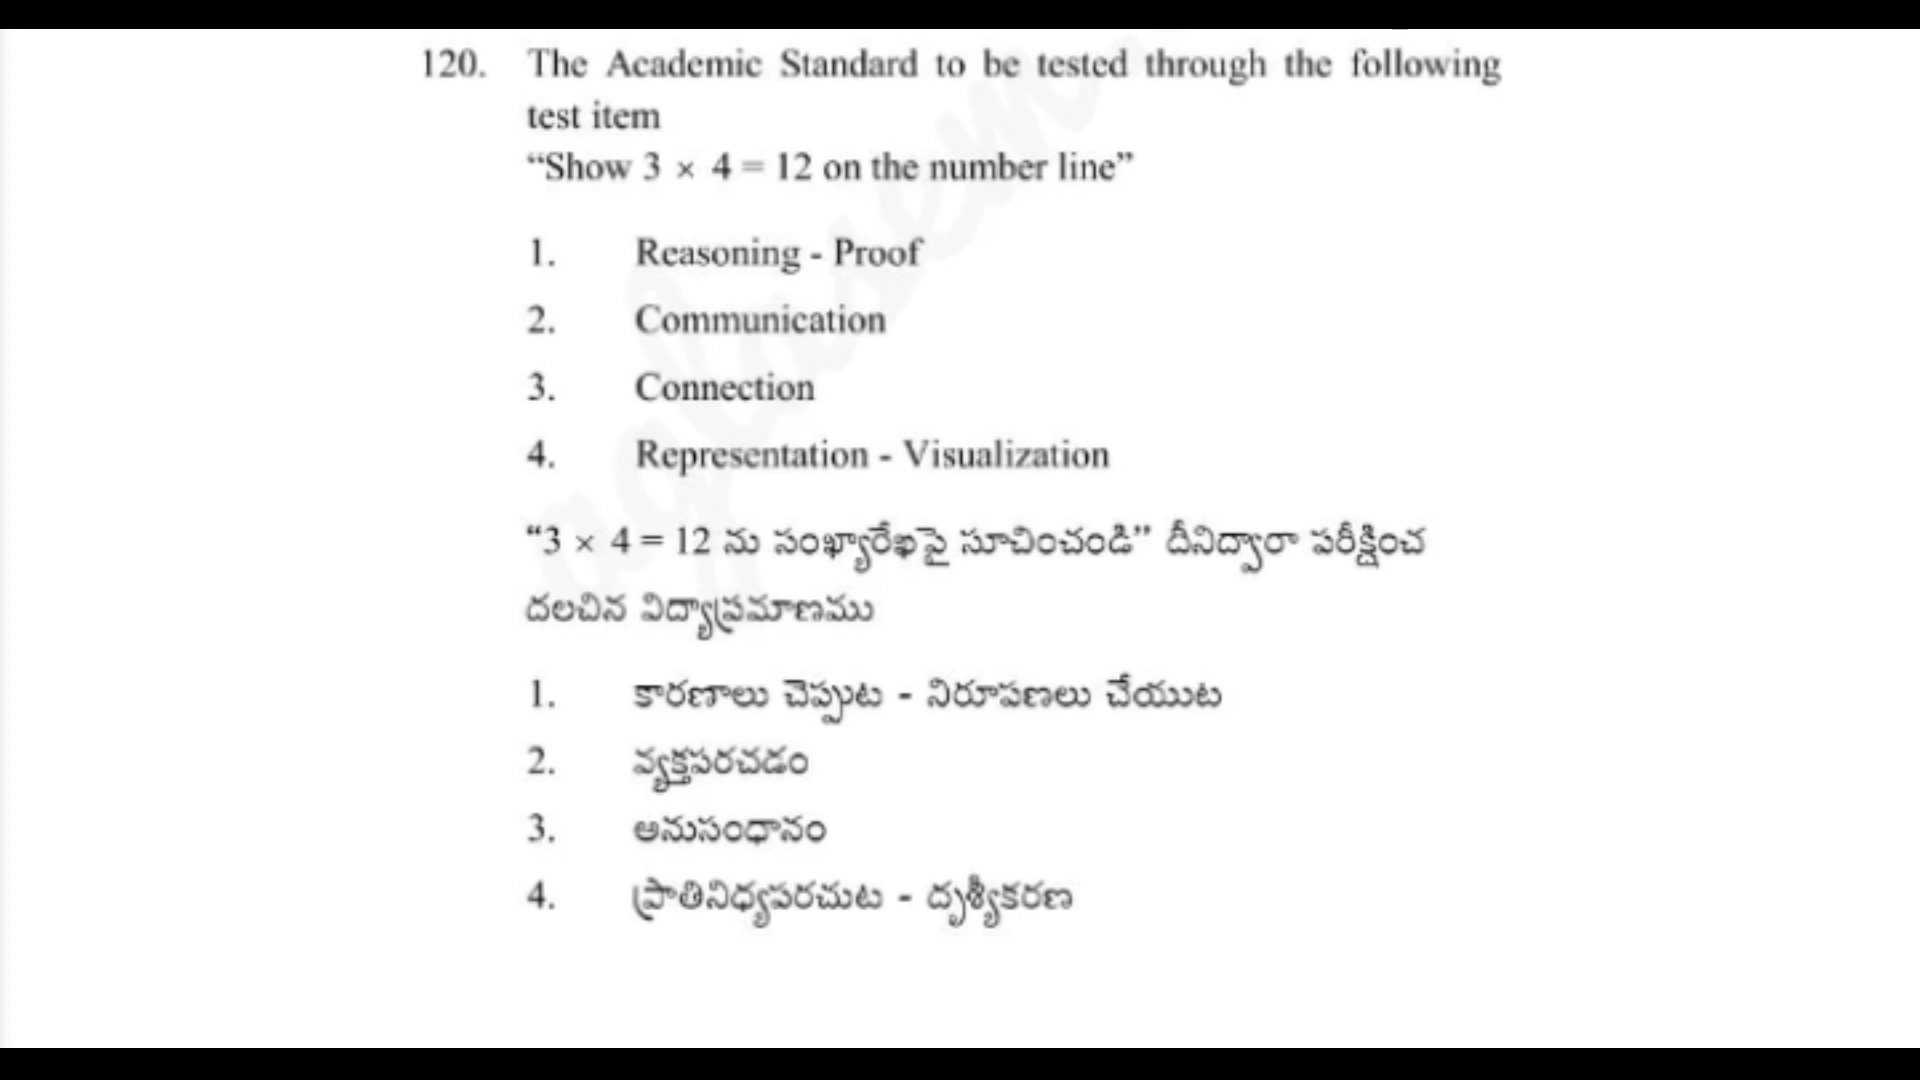 120. The Academic Standard to be tested through the following
test item
“Show 3 × 4 = 12 on the number line”
1. Reasoning - Proof
2. Communication
3. Connection
4. Representation - Visualization
“3 × 4 = 12 ను సంఖ్యారేఖపై సూచించండి” దీనిద్వారా పరీక్షించ
దలచిన విద్యాప్రమాణము
1. కారణాలు చెప్పుట - నిరూపణలు చేయుట
2. వ్యక్తపరచడం
3. అనుసంధానం
4. ప్రాతినిధ్యపరచుట - దృశ్యీకరణ
aglasem